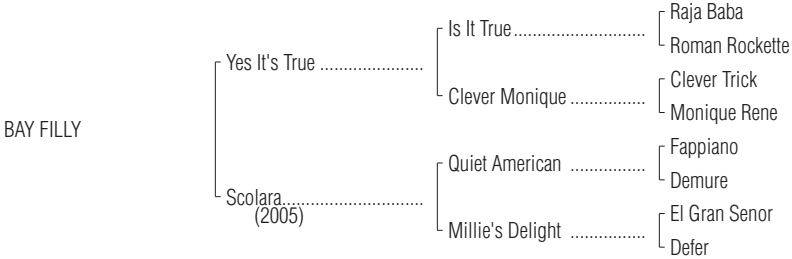 Raja Baba
Is It True............................
Roman Rockette
Yes It's True ......................
Clever Trick
Clever Monique ................
Monique Rene
BAY FILLY
Fappiano
Quiet American ................
Demure
Scolara..............................
(2005)
El Gran Senor
Millie's Delight ................
Defer